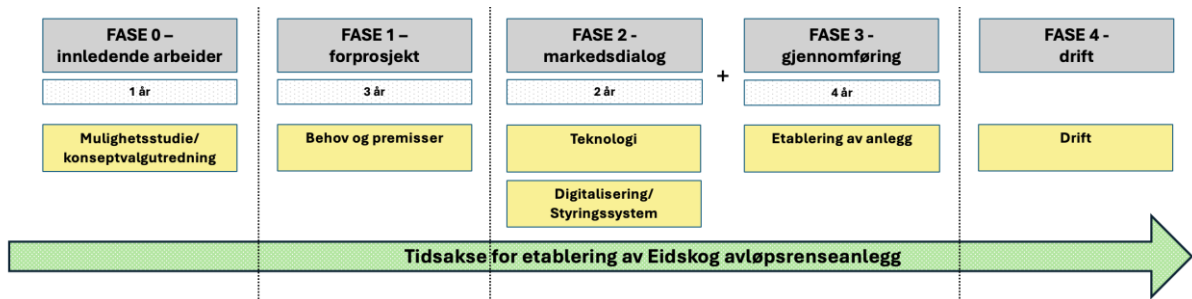 FASE 0 –
innledende arbeider
1 år
Mulighetsstudie/
konseptvalgutredning
FASE 1 –
forprosjekt
3 år
Behov og premisser
FASE 2 -
markedsdialog
2 år
Teknologi
Digitalisering/
Styringssystem
+
FASE 3 -
gjennomføring
4 år
Etablering av anlegg
FASE 4 -
drift
Drift
Tidsakse for etablering av Eidskog avløpsrenseanlegg